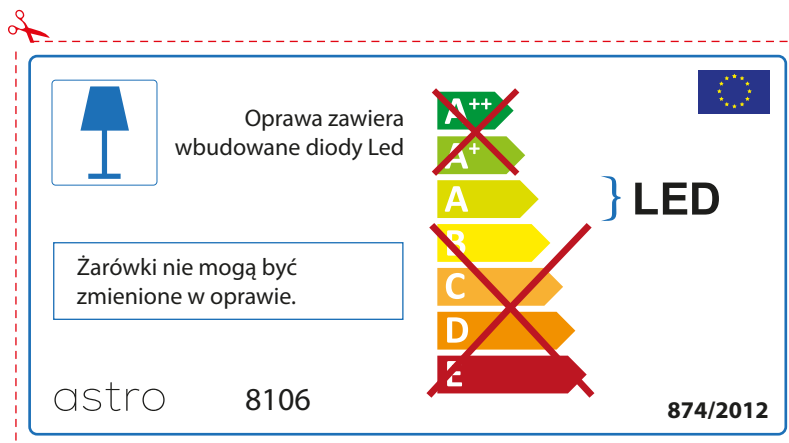 Oprawa zawiera
wbudowane diody Led
A++
A+
A
B
C
D
E
LED
Żarówki nie mogą być
zmienione w oprawie.
astro
8106
874/2012